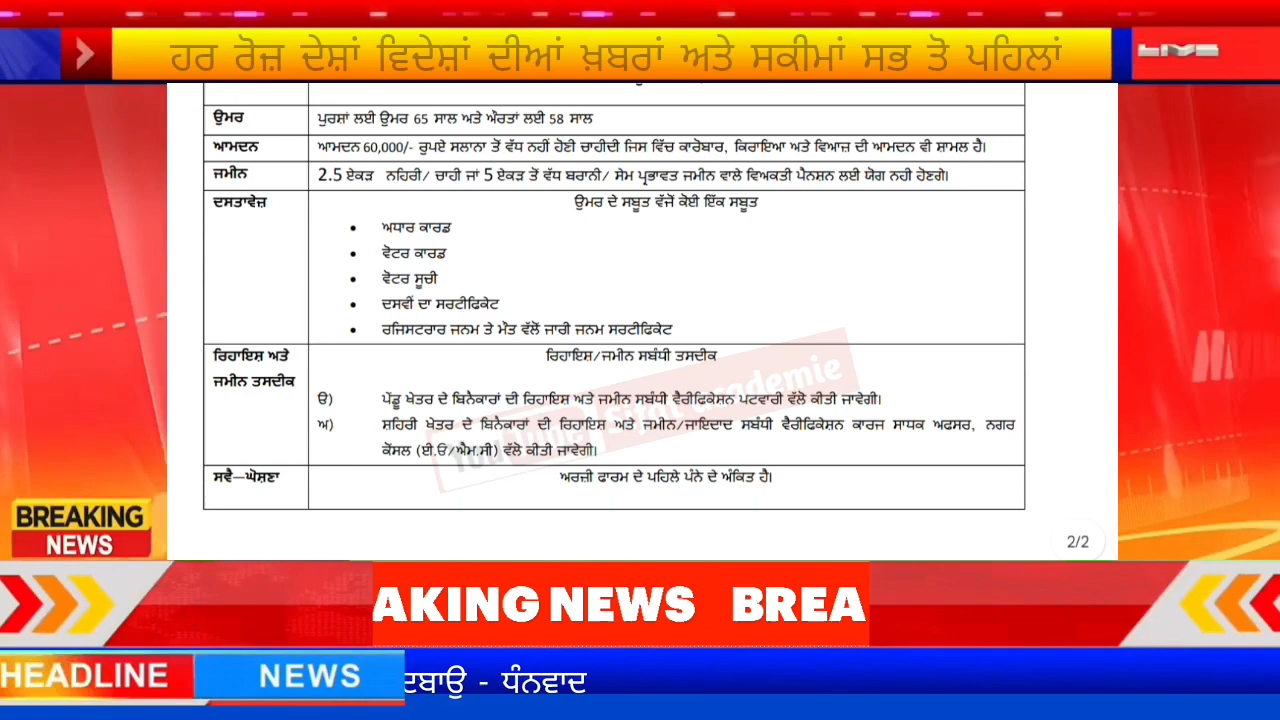 ਹਰ ਰੋਜ਼ ਦੇਸ਼ਾਂ ਵਿਦੇਸ਼ਾਂ ਦੀਆਂ ਖ਼ਬਰਾਂ ਅਤੇ ਸਕੀਮਾਂ ਸਭ ਤੋ ਪਹਿਲਾਂ
LIVE
ਉਮਰ ਪੁਰਸ਼ਾਂ ਲਈ ਉਮਰ 65 ਸਾਲ ਅਤੇ ਔਰਤਾਂ ਲਈ 58 ਸਾਲ
ਆਮਦਨ ਆਮਦਨ 60,000/- ਰੁਪਏ ਸਲਾਨਾ ਤੋਂ ਵੱਧ ਨਹੀਂ ਹੋਣੀ ਚਾਹੀਦੀ ਜਿਸ ਵਿੱਚ ਕਾਰੋਬਾਰ, ਕਿਰਾਇਆ ਅਤੇ ਵਿਆਜ਼ ਦੀ ਆਮਦਨ ਵੀ ਸ਼ਾਮਲ ਹੈ।
ਜਮੀਨ 2.5 ਏਕੜ ਨਹਿਰੀ/ ਚਾਹੀ ਜਾਂ 5 ਏਕੜ ਤੋਂ ਵੱਧ ਬਰਾਨੀ/ ਸੇਮ ਪ੍ਰਭਾਵਤ ਜਮੀਨ ਵਾਲੇ ਵਿਅਕਤੀ ਪੈਨਸ਼ਨ ਲਈ ਯੋਗ ਨਹੀ ਹੋਣਗੇ।
ਦਸਤਾਵੇਜ਼ ਉਮਰ ਦੇ ਸਬੂਤ ਵੱਜੋਂ ਕੋਈ ਇੱਕ ਸਬੂਤ
• ਅਧਾਰ ਕਾਰਡ
• ਵੋਟਰ ਕਾਰਡ
• ਵੋਟਰ ਸੂਚੀ
• ਦਸਵੀਂ ਦਾ ਸਰਟੀਫਿਕੇਟ
• ਰਜਿਸਟਰਾਰ ਜਨਮ ਤੇ ਮੌਤ ਵੱਲੋਂ ਜਾਰੀ ਜਨਮ ਸਰਟੀਫਿਕੇਟ
ਰਿਹਾਇਸ਼ ਅਤੇ ਰਿਹਾਇਸ਼/ਜਮੀਨ ਸਬੰਧੀ ਤਸਦੀਕ
ਜਮੀਨ ਤਸਦੀਕ
ੳ) ਪੇਂਡੂ ਖੇਤਰ ਦੇ ਬਿਨੈਕਾਰਾਂ ਦੀ ਰਿਹਾਇਸ਼ ਅਤੇ ਜਮੀਨ ਸਬੰਧੀ ਵੈਰੀਫਿਕੇਸ਼ਨ ਪਟਵਾਰੀ ਵੱਲੋ ਕੀਤੀ ਜਾਵੇਗੀ।
ਅ) ਸ਼ਹਿਰੀ ਖੇਤਰ ਦੇ ਬਿਨੈਕਾਰਾਂ ਦੀ ਰਿਹਾਇਸ਼ ਅਤੇ ਜਮੀਨ/ਜਾਇਦਾਦ ਸਬੰਧੀ ਵੈਰੀਫਿਕੇਸ਼ਨ ਕਾਰਜ ਸਾਧਕ ਅਫਸਰ, ਨਗਰ
ਕੋਂਸਲ (ਈ.ਓ/ਐਮ.ਸੀ) ਵੱਲੋ ਕੀਤੀ ਜਾਵੇਗੀ।
YouTube Sifat academie
ਸਵੈ—ਘੋਸ਼ਣਾ ਅਰਜ਼ੀ ਫਾਰਮ ਦੇ ਪਹਿਲੇ ਪੰਨੇ ਦੇ ਅੰਕਿਤ ਹੈ।
2/2
BREAKING
NEWS
AKING NEWS BREA
HEADLINE NEWS ਦਬਾਉ - ਧੰਨਵਾਦ